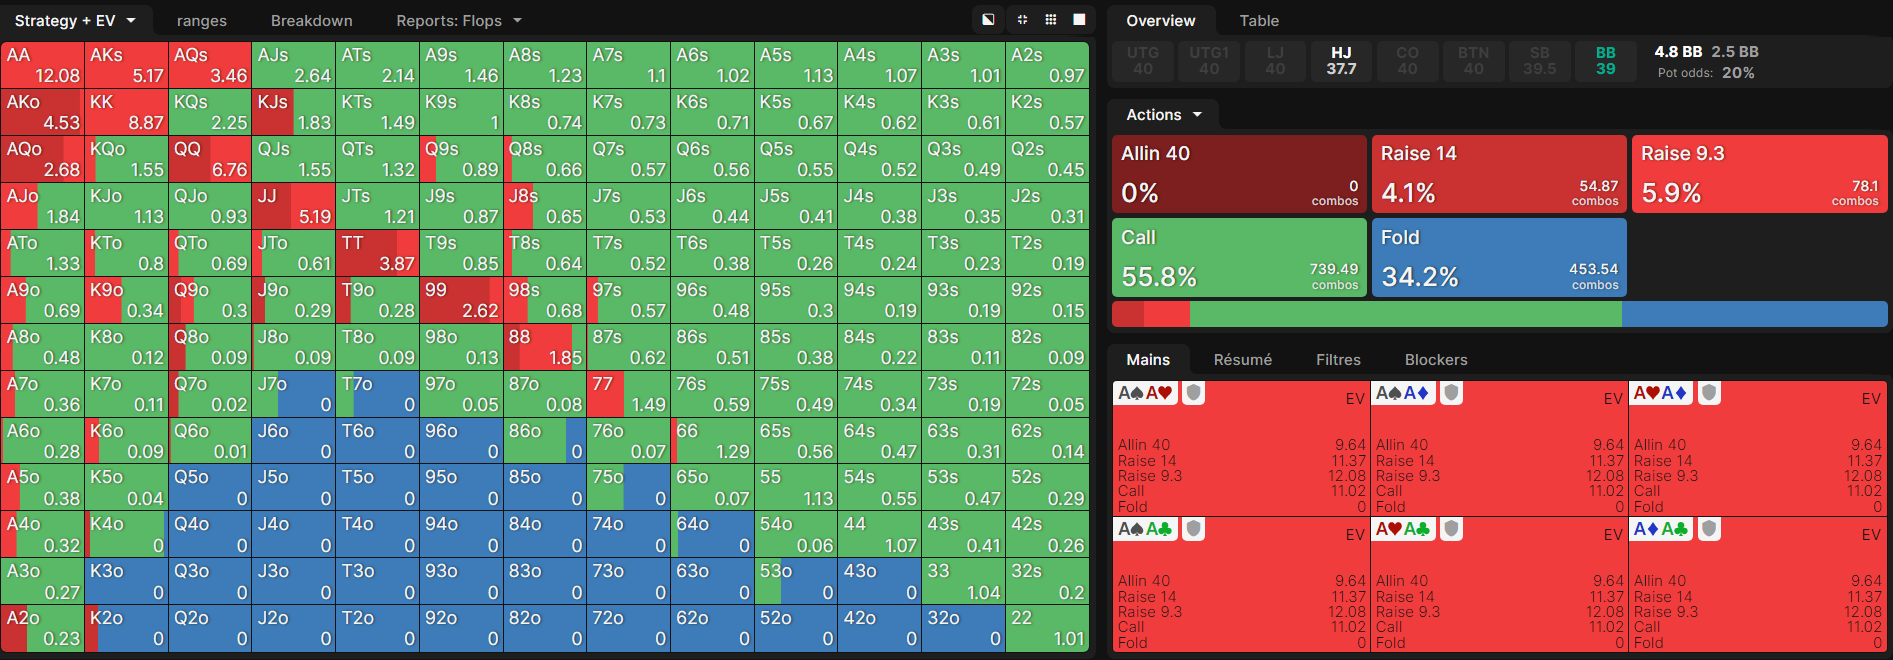 Strategy + EV ranges Breakdown Reports: Flops
AA AKs AQs AJs ATs A9s A8s A7s A6s A5s A4s A3s A2s
12.08 5.17 3.46 2.64 2.14 1.46 1.23 1.1 1.02 1.13 1.07 1.01 0.97
AKo KK KQs KJs KTs K9s K8s K7s K6s K5s K4s K3s K2s
4.53 8.87 2.25 1.83 1.49 1 0.74 0.73 0.71 0.67 0.62 0.61 0.57
AQo KQo QQ QJs QTs Q9s Q8s Q7s Q6s Q5s Q4s Q3s Q2s
2.68 1.55 6.76 1.55 1.32 0.89 0.66 0.57 0.56 0.55 0.52 0.49 0.45
AJo KJo QJo JJ JTs J9s J8s J7s J6s J5s J4s J3s J2s
1.84 1.13 0.93 5.19 1.21 0.87 0.65 0.53 0.44 0.41 0.38 0.35 0.31
ATo KTo QTo JTo TT T9s T8s T7s T6s T5s T4s T3s T2s
1.33 0.8 0.69 0.61 3.87 0.85 0.64 0.52 0.38 0.26 0.24 0.23 0.19
A9o K9o Q9o J9o T9o 99 98s 97s 96s 95s 94s 93s 92s
0.69 0.34 0.3 0.29 0.28 2.62 0.68 0.57 0.48 0.3 0.19 0.19 0.15
A8o K8o Q8o J8o T8o 98o 88 87s 86s 85s 84s 83s 82s
0.48 0.12 0.09 0.09 0.09 0.13 1.85 0.62 0.51 0.38 0.22 0.11 0.09
A7o K7o Q7o J7o T7o 97o 87o 77 76s 75s 74s 73s 72s
0.36 0.11 0.02 0 0 0.05 0.08 1.49 0.59 0.49 0.34 0.19 0.05
A6o K6o Q6o J6o T6o 96o 86o 76o 66 65s 64s 63s 62s
0.28 0.09 0.01 0 0 0 0 0.07 1.29 0.56 0.47 0.31 0.14
A5o K5o Q5o J5o T5o 95o 85o 75o 65o 55 54s 53s 52s
0.38 0.04 0 0 0 0 0 0 0.07 1.13 0.55 0.47 0.29
A4o K4o Q4o J4o T4o 94o 84o 74o 64o 54o 44 43s 42s
0.32 0 0 0 0 0 0 0 0 0.06 1.07 0.41 0.26
A3o K3o Q3o J3o T3o 93o 83o 73o 63o 53o 43o 33 32s
0.27 0 0 0 0 0 0 0 0 0 0 1.04 0.2
A2o K2o Q2o J2o T2o 92o 82o 72o 62o 52o 42o 32o 22
0.23 0 0 0 0 0 0 0 0 0 0 0 1.01
Overview Table
UTG UTG1 LJ HJ CO BTN SB BB 4.8 BB 2.5 BB
40 40 40 37.7 40 40 39.5 39 Pot odds: 20%
Actions
Allin 40 Raise 14 Raise 9.3
0% 0 combos 4.1% 54.87 combos 5.9% 78.1 combos
Call Fold
55.8% 739.49 combos 34.2% 453.54 combos
Mains Résumé Filtres Blockers
A♠A♥ EV A♠A♦ EV A♥A♦ EV
Allin 40 9.64 Allin 40 9.64 Allin 40 9.64
Raise 14 11.37 Raise 14 11.37 Raise 14 11.37
Raise 9.3 12.08 Raise 9.3 12.08 Raise 9.3 12.08
Call 11.02 Call 11.02 Call 11.02
Fold 0 Fold 0 Fold 0
A♠A♣ EV A♥A♣ EV A♦A♣ EV
Allin 40 9.64 Allin 40 9.64 Allin 40 9.64
Raise 14 11.37 Raise 14 11.37 Raise 14 11.37
Raise 9.3 12.08 Raise 9.3 12.08 Raise 9.3 12.08
Call 11.02 Call 11.02 Call 11.02
Fold 0 Fold 0 Fold 0